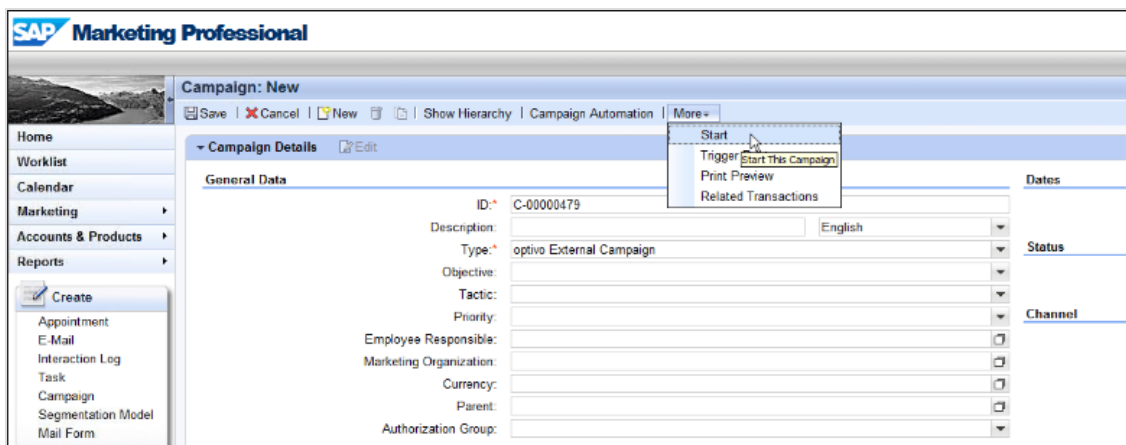 SAP Marketing Professional
Campaign: New
Save | Cancel | New | Show Hierarchy | Campaign Automation | More
Start
Trigger
Start This Campaign
Print Preview
Related Transactions
Home
Worklist
Calendar
Marketing
Accounts & Products
Reports
Create
Appointment
E-Mail
Interaction Log
Task
Campaign
Segmentation Model
Mail Form
Campaign Details Edit
General Data
ID:* C-00000479
Description: English
Type:* optivo External Campaign
Objective:
Tactic:
Priority:
Employee Responsible:
Marketing Organization:
Currency:
Parent:
Authorization Group:
Dates
Status
Channel